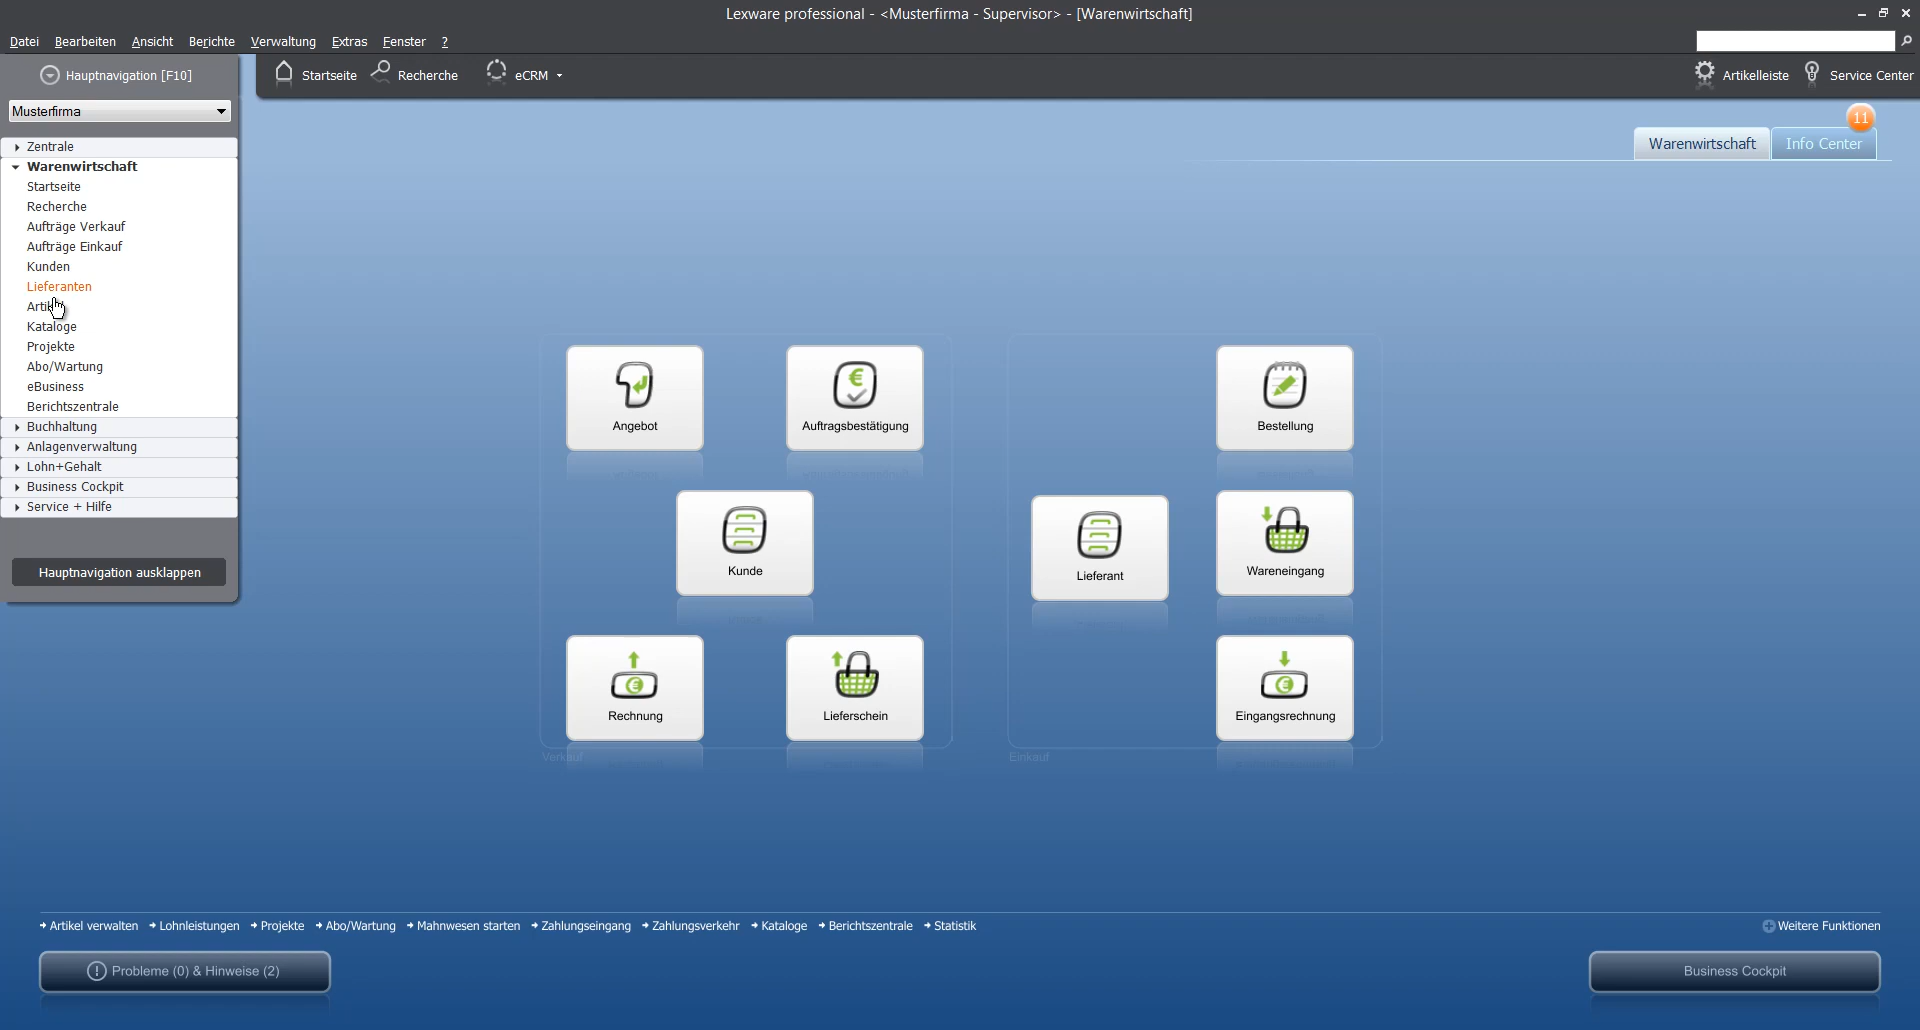 Lexware professional - <Musterfirma - Supervisor> - [Warenwirtschaft]
Datei Bearbeiten Ansicht Berichte Verwaltung Extras Fenster ?
Hauptnavigation [F10] Startseite Recherche eCRM Artikelleiste Service Center
Musterfirma
11
Warenwirtschaft Info Center
Zentrale
Warenwirtschaft
Startseite
Recherche
Aufträge Verkauf
Aufträge Einkauf
Kunden
Lieferanten
Kataloge
Projekte
Abo/Wartung
eBusiness
Berichtszentrale
Buchhaltung
Anlagenverwaltung
Lohn+Gehalt
Business Cockpit
Service + Hilfe
Hauptnavigation ausklappen
Angebot Auftragsbestätigung Bestellung
Kunde Lieferant Wareneingang
Rechnung Lieferschein Eingangsrechnung
Verkauf Einkauf
Artikel verwalten Lohnleistungen Projekte Abo/Wartung Mahnwesen starten Zahlungseingang Zahlungsverkehr Kataloge Berichtszentrale Statistik Weitere Funktionen
Probleme (0) & Hinweise (2) Business Cockpit